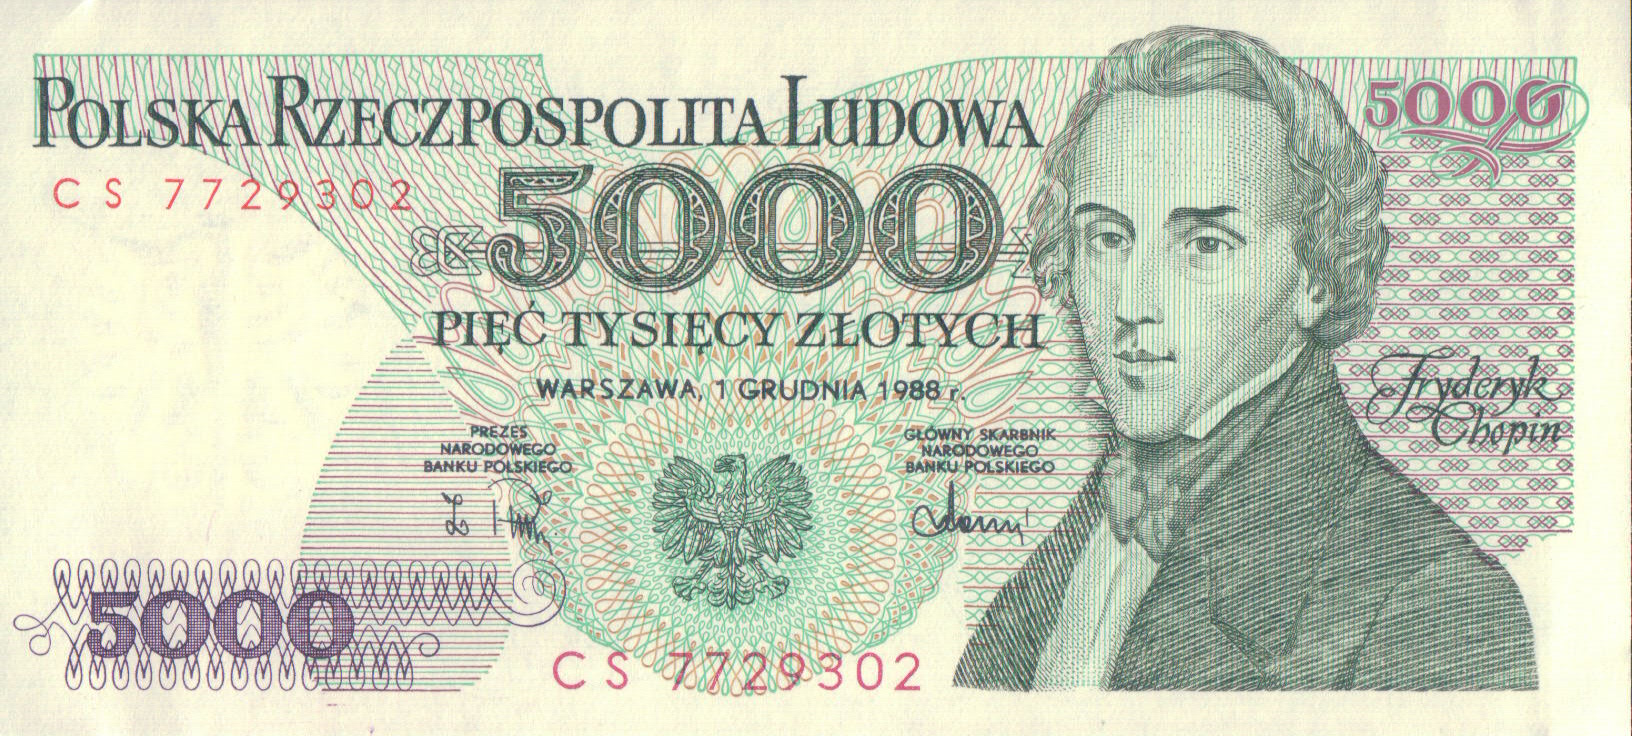 POLSKA RZECZPOSPOLITA LUDOWA
5000
CS 7729302
5000
PIĘĆ TYSIĘCY ZŁOTYCH
WARSZAWA, 1 GRUDNIA 1988 r.
PREZES
NARODOWEGO
BANKU POLSKIEGO
GŁÓWNY SKARBNIK
NARODOWEGO
BANKU POLSKIEGO
Fryderyk
Chopin
5000
CS 7729302